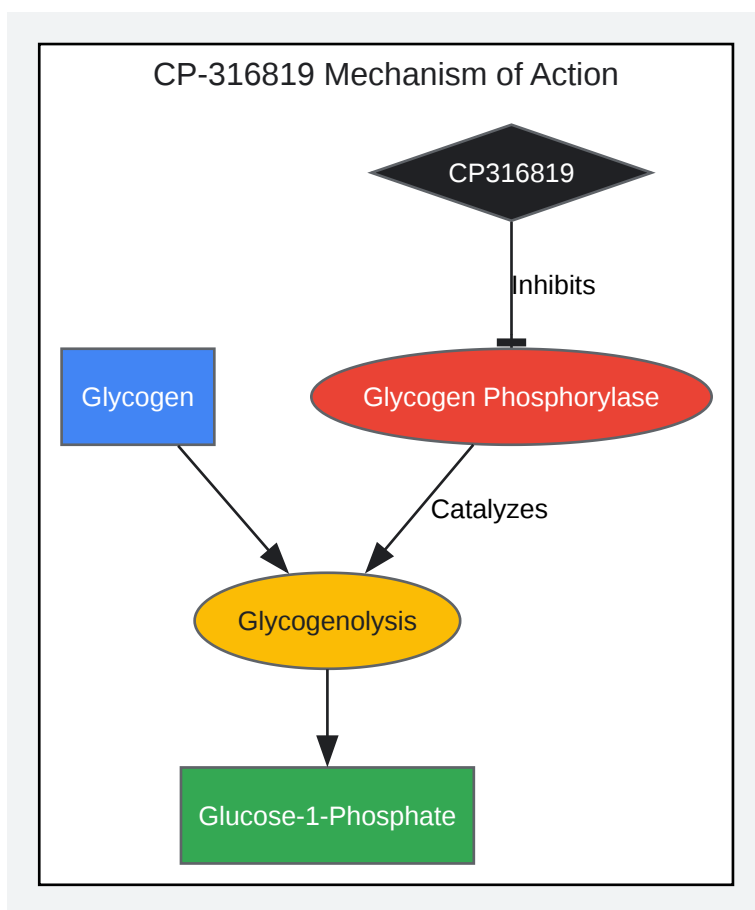 CP-316819 Mechanism of Action
CP316819
Inhibits
Glycogen
Glycogen Phosphorylase
Catalyzes
Glycogenolysis
Glucose-1-Phosphate